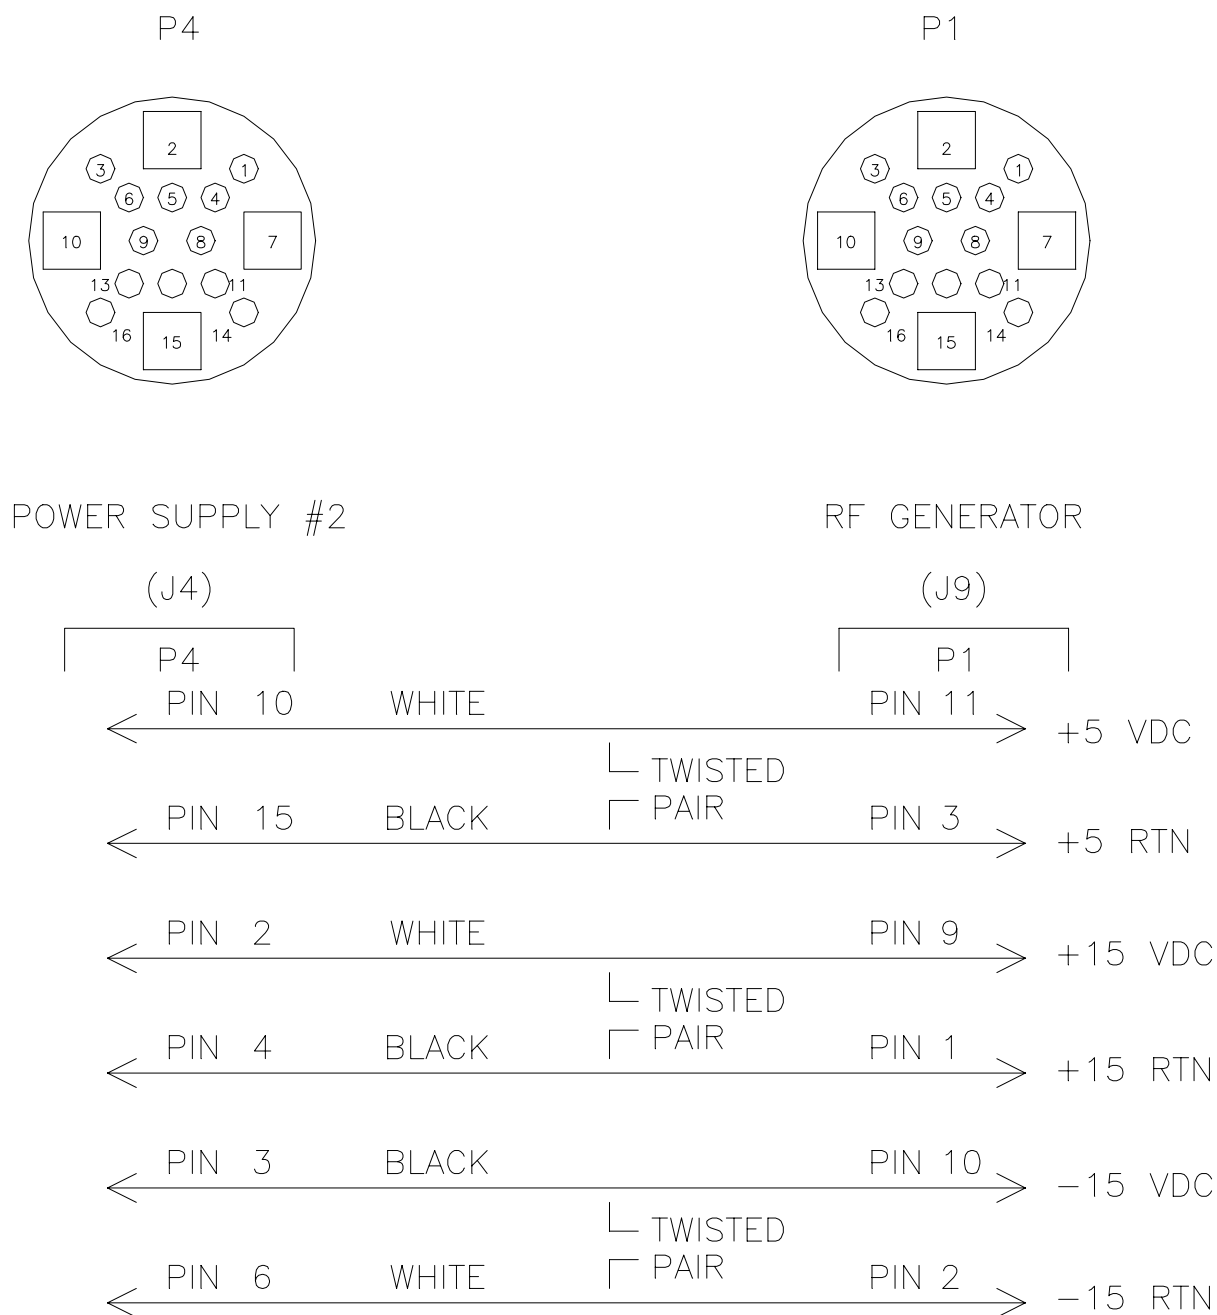 P4 P1
2 2
3 1 3 1
6 5 4 6 5 4
10 9 8 7 10 9 8 7
13 11 13 11
16 15 14 16 15 14
POWER SUPPLY #2 RF GENERATOR
(J4) (J9)
P4 P1
PIN 10 WHITE PIN 11 +5 VDC
TWISTED
PAIR
PIN 15 BLACK PIN 3 +5 RTN
PIN 2 WHITE PIN 9 +15 VDC
TWISTED
PAIR
PIN 4 BLACK PIN 1 +15 RTN
PIN 3 BLACK PIN 10 -15 VDC
TWISTED
PAIR
PIN 6 WHITE PIN 2 -15 RTN